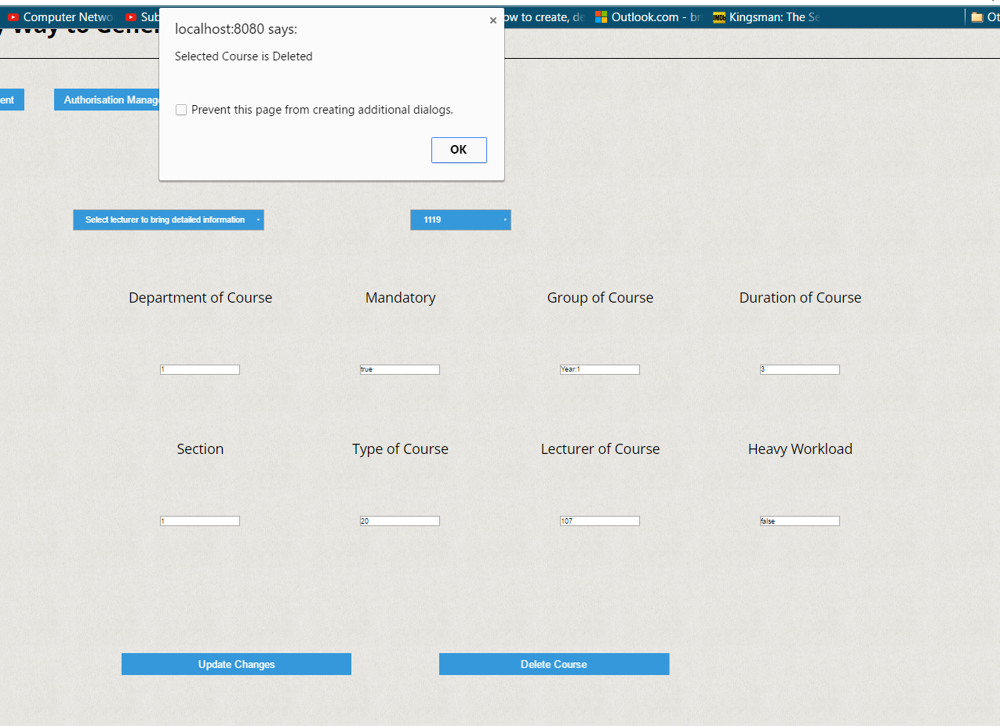 Computer Netwo
Sub
ow to create, de
Outlook.com - br
Kingsman: The Se
Ot
Way to Gener
localhost:8080 says:
Selected Course is Deleted
Prevent this page from creating additional dialogs.
OK
ent
Authorisation Manag
Select lecturer to bring detailed information
1119
Department of Course
Mandatory
Group of Course
Duration of Course
1
true
Year:1
3
Section
Type of Course
Lecturer of Course
Heavy Workload
1
20
107
false
Update Changes
Delete Course